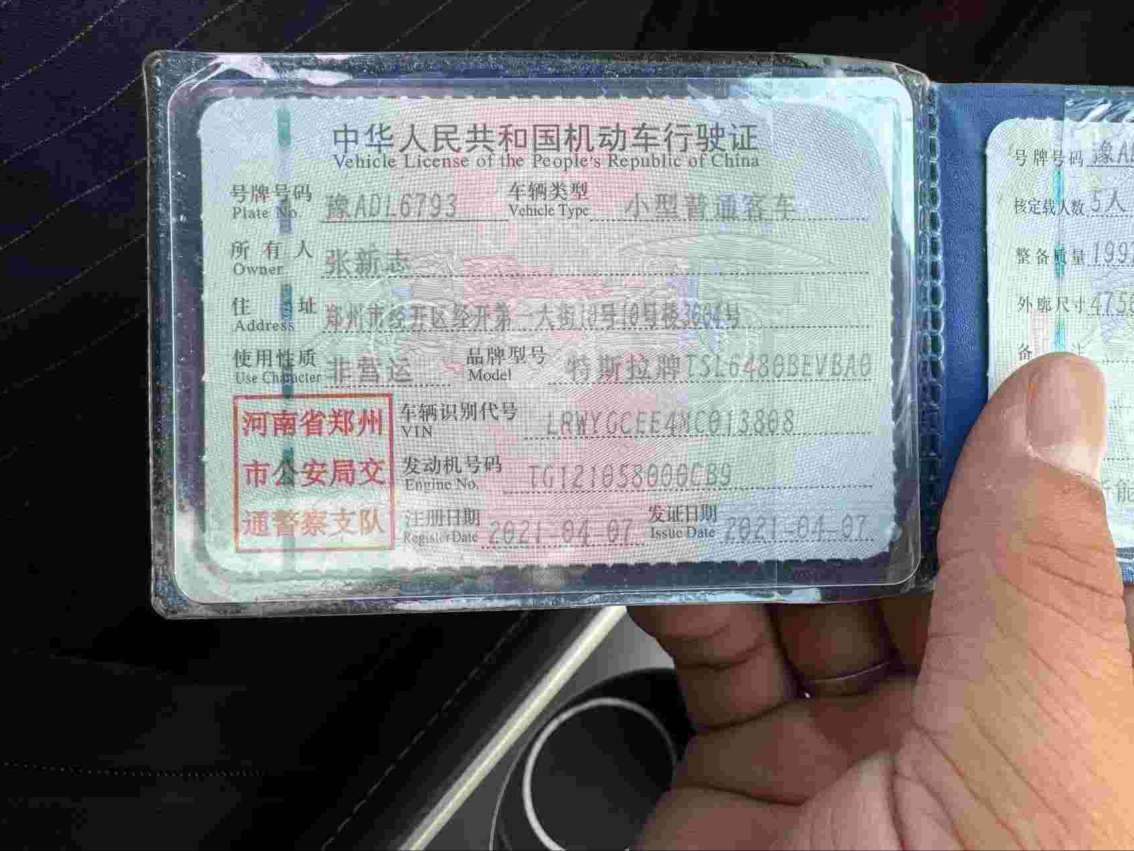 中华人民共和国机动车行驶证
Vehicle License of the People's Republic of China
号牌号码 豫ADL6793 车辆类型 小型普通客车
Plate No. Vehicle Type
所有人 张新志
Owner
住址 郑州市经开区经开第一大街10号10号楼3604号
Address
使用性质 非营运 品牌型号 特斯拉牌TSL6480BEVBA0
Use Character Model
河南省郑州
市公安局交
通警察支队
车辆识别代号 LRWYGCEE4MC013808
VIN
发动机号码 TG121058000CB9
Engine No.
注册日期 2021-04-07 发证日期 2021-04-07
Register Date Issue Date
号牌号码 豫A
核定载人数 5人
整备质量 199
外廓尺寸 475
备